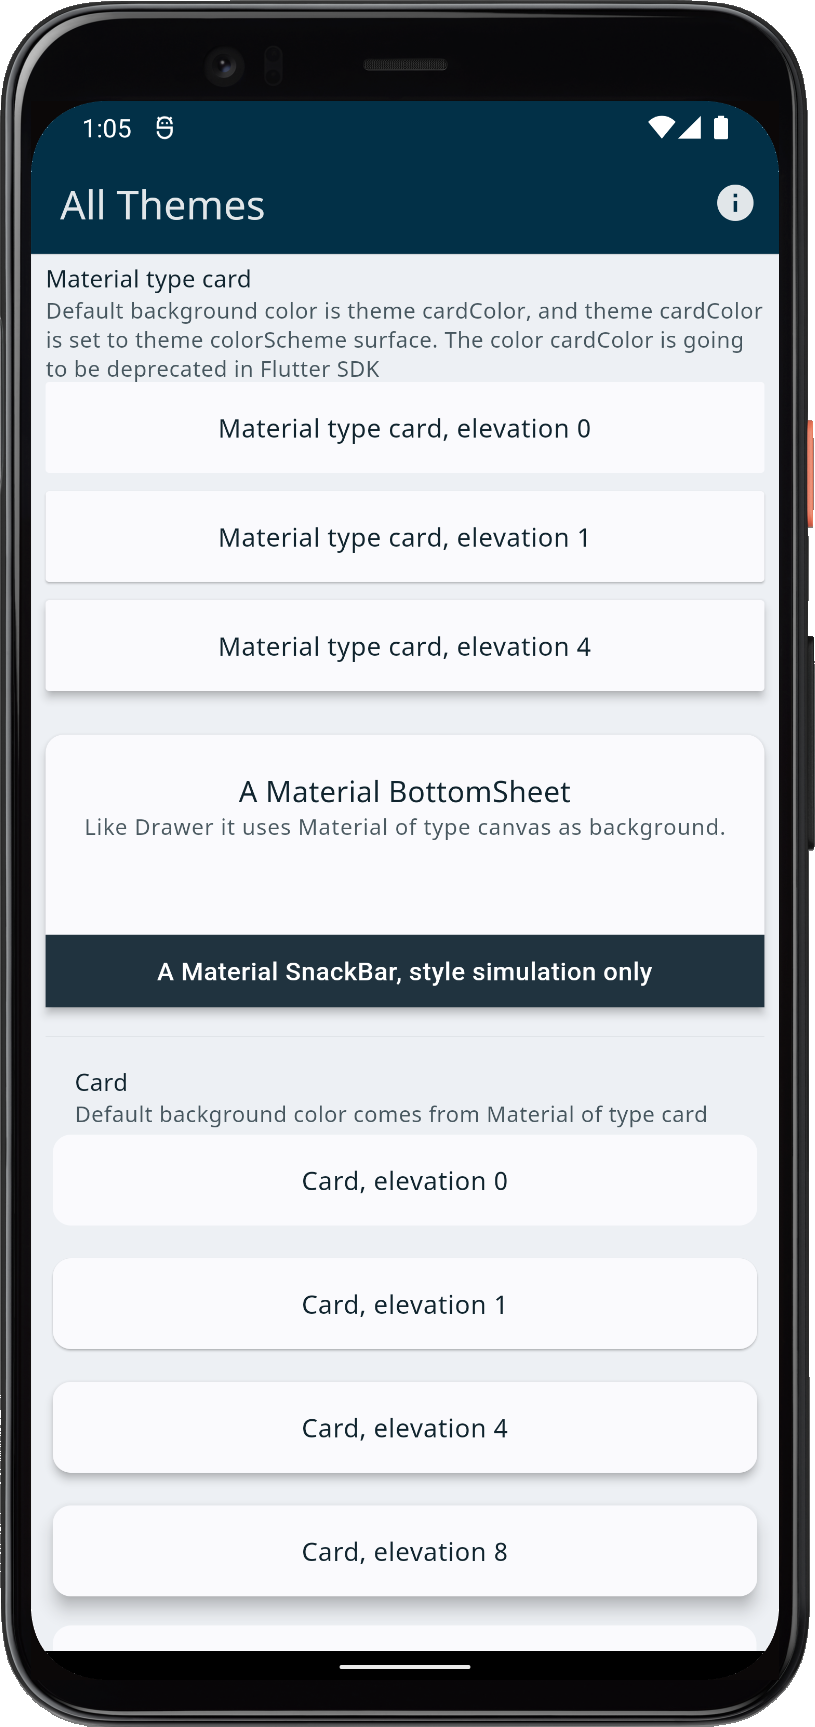 1:05
All Themes
Material type card
Default background color is theme cardColor, and theme cardColor
is set to theme colorScheme surface. The color cardColor is going
to be deprecated in Flutter SDK
Material type card, elevation 0
Material type card, elevation 1
Material type card, elevation 4
A Material BottomSheet
Like Drawer it uses Material of type canvas as background.
A Material SnackBar, style simulation only
Card
Default background color comes from Material of type card
Card, elevation 0
Card, elevation 1
Card, elevation 4
Card, elevation 8